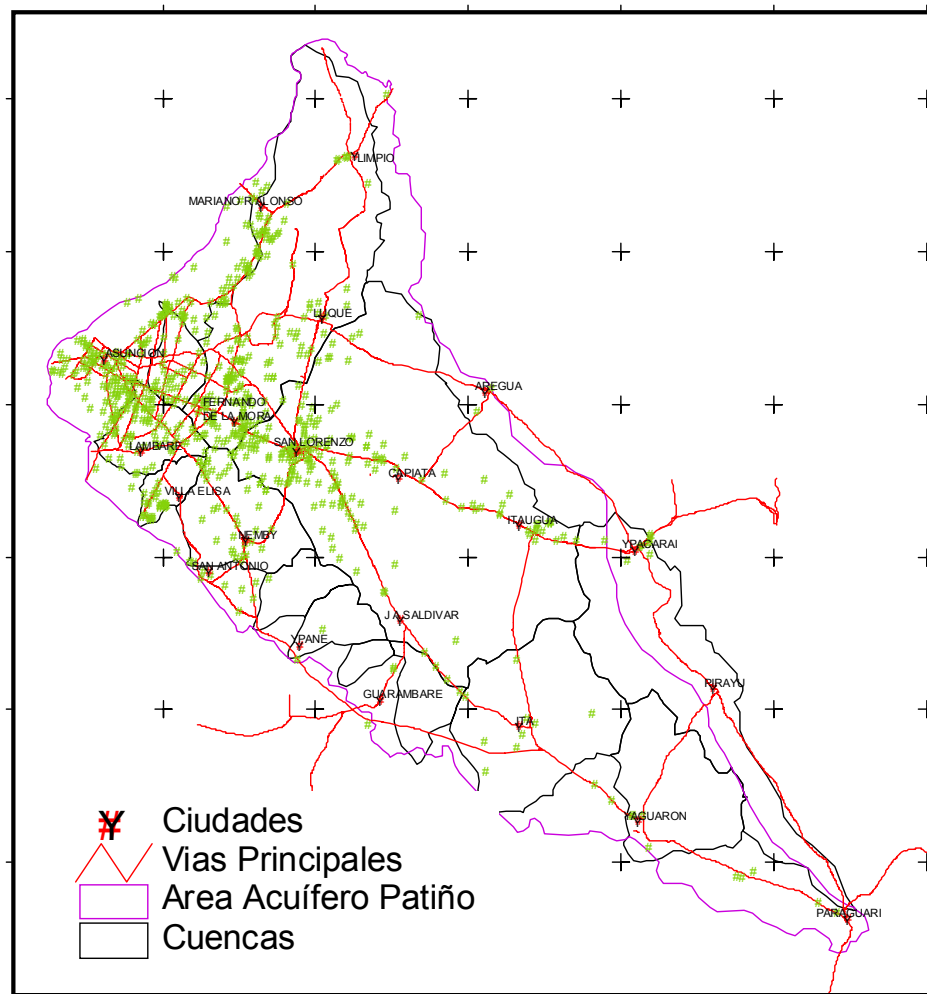 LIMPIO
MARIANO R ALONSO
LUQUE
ASUNCION
AREGUA
FERNANDO
DE LA MORA
SAN LORENZO
LAMBARE
CAPIATA
VILLA ELISA
ITAUGUA
ÑEMBY
YPACARAI
SAN ANTONIO
J A SALDIVAR
YPANE
PIRAYU
GUARAMBARE
ITA
YAGUARON
PARAGUARI
Ciudades
Vias Principales
Area Acuífero Patiño
Cuencas